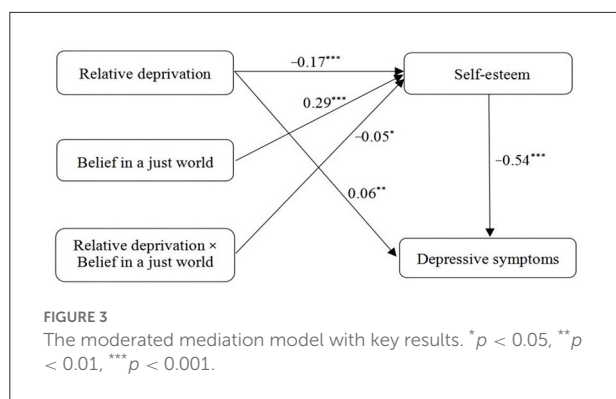 Relative deprivation
−0.17***
Self-esteem
0.29***
Belief in a just world
−0.05*
−0.54***
0.06**
Relative deprivation ×
Belief in a just world
Depressive symptoms
FIGURE 3
The moderated mediation model with key results. *p < 0.05, **p
< 0.01, ***p < 0.001.